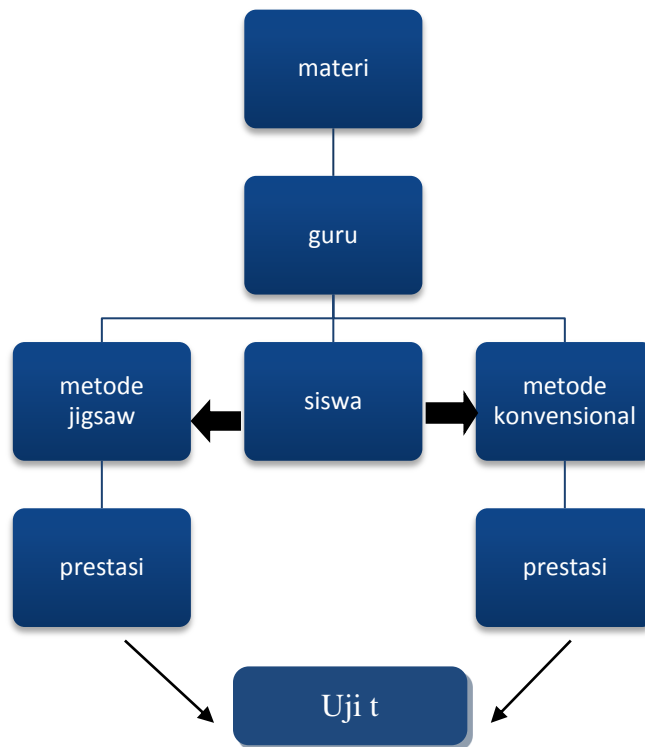 materi
guru
metode
jigsaw
siswa
metode
konvensional
prestasi
prestasi
Uji t